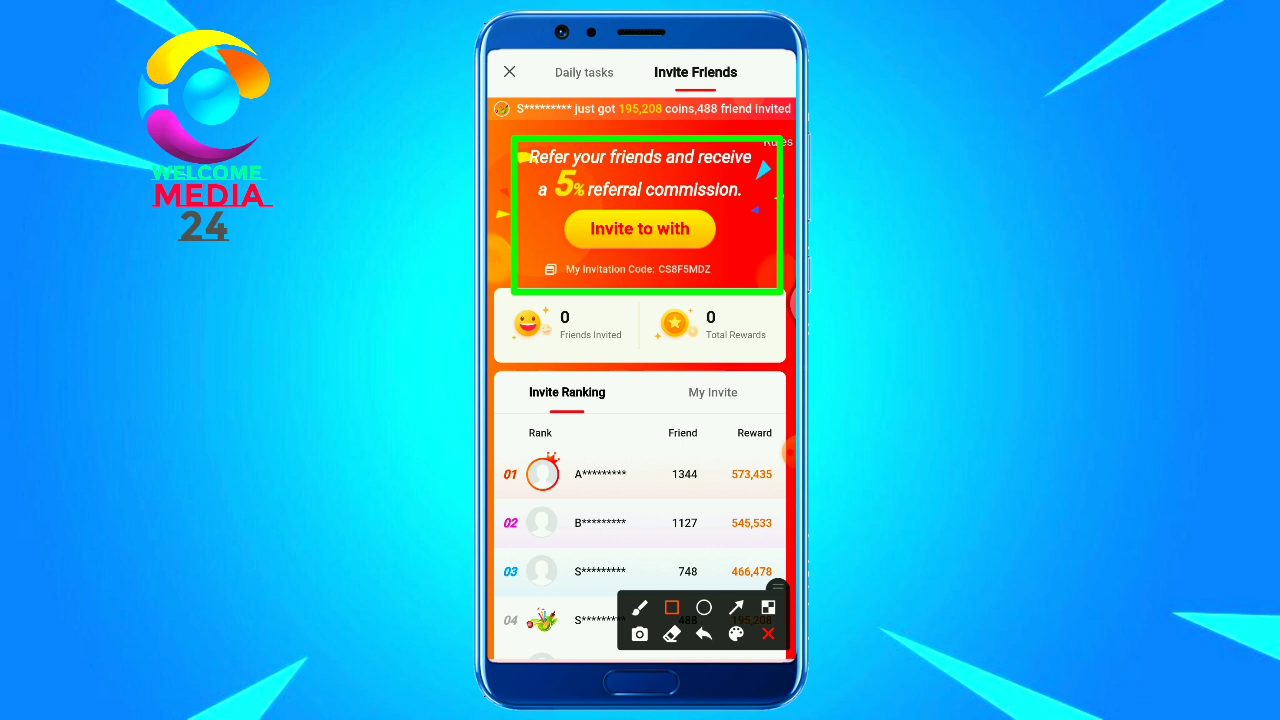 WELCOME
MEDIA
24
Daily tasks
Invite Friends
S********* just got 195,208 coins,488 friend Invited
Rules
Refer your friends and receive
a 5% referral commission.
Invite to with
My Invitation Code: CS8F5MDZ
0
Friends Invited
0
Total Rewards
Invite Ranking
My Invite
Rank Friend Reward
01 A********* 1344 573,435
02 B********* 1127 545,533
03 S********* 748 466,478
04 S********* 488 195,208